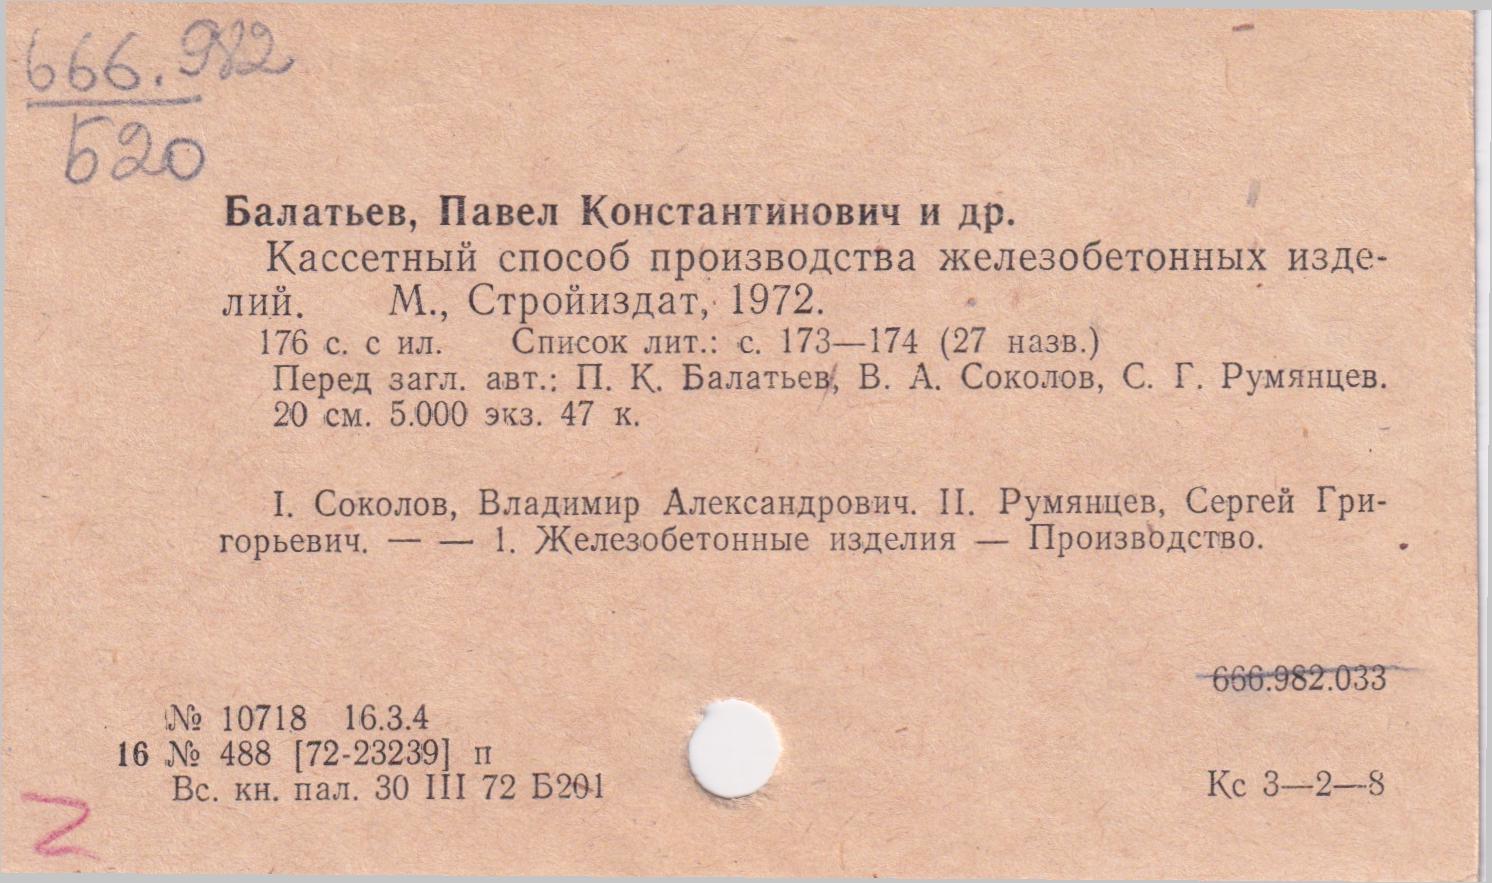 666.982
Б20
Балатьев, Павел Константинович и др.
Кассетный способ производства железобетонных изде-
лий. М., Стройиздат, 1972.
176 с. с ил. Список лит.: с. 173—174 (27 назв.)
Перед загл. авт.: П. К. Балатьев, В. А. Соколов, С. Г. Румянцев.
20 см. 5.000 экз. 47 к.
I. Соколов, Владимир Александрович. II. Румянцев, Сергей Гри-
горьевич. — — 1. Железобетонные изделия — Производство.
666.982.033
№ 10718 16.3.4
16 № 488 [72-23239] п
Вс. кн. пал. 30 III 72 Б201
Кс 3—2—8
Z